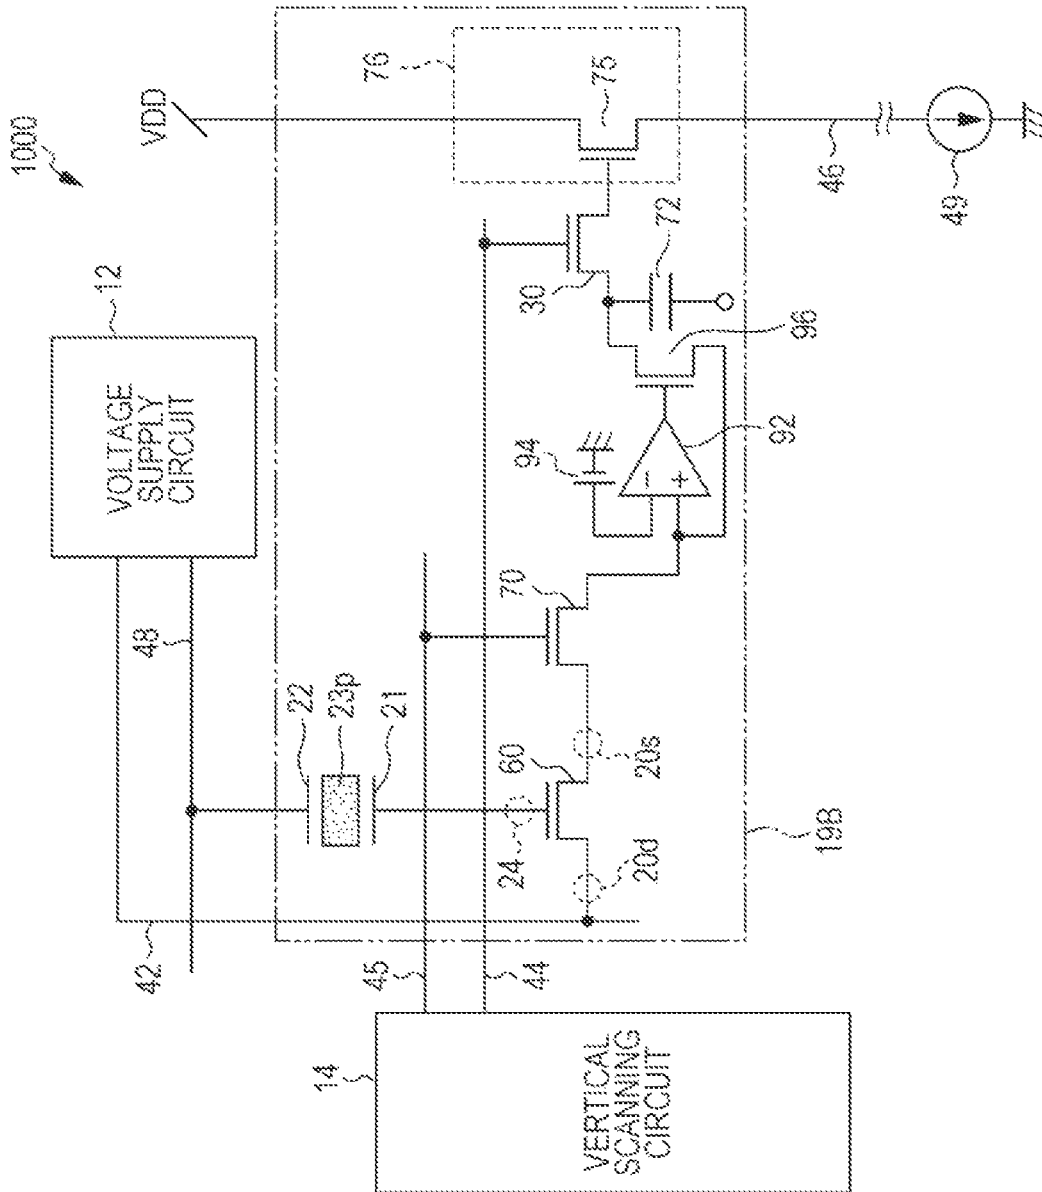 1000
VDD
12
VOLTAGE
SUPPLY
CIRCUIT
76
75
46
49
72
30
96
94
92
−
+
48
70
22
23p
21
60
20s
24
20d
19B
42
45
44
14
VERTICAL
SCANNING
CIRCUIT